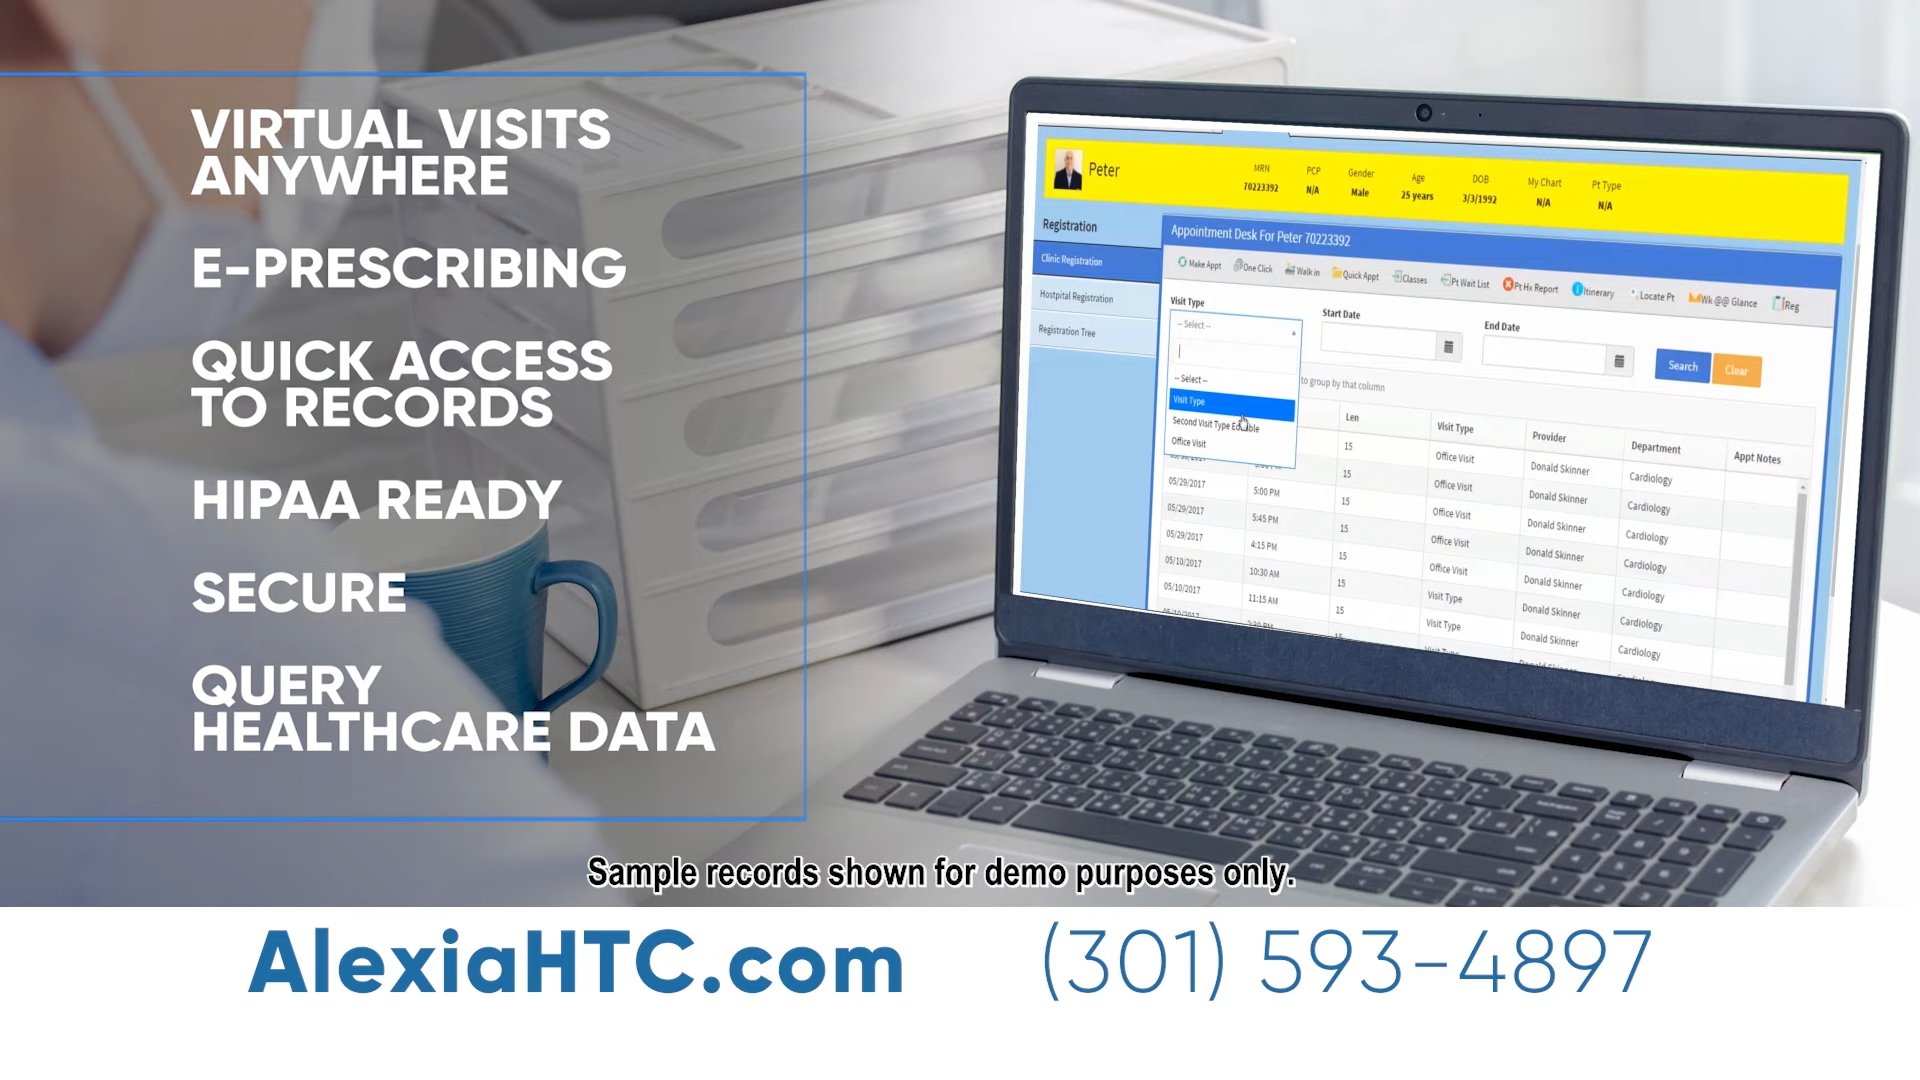 VIRTUAL VISITS
ANYWHERE
E-PRESCRIBING
QUICK ACCESS
TO RECORDS
HIPAA READY
SECURE
QUERY
HEALTHCARE DATA
Peter
MRN PCP Gender Age DOB My Chart Pt Type
70223392 N/A Male 25 years 3/3/1992 N/A N/A
Registration
Clinic Registration
Hostpital Registration
Registration Tree
Appointment Desk For Peter 70223392
Make Appt One Click Walk in Quick Appt Classes Pt Wait List Pt Hx Report Itinerary Locate Pt Wk @@ Glance Reg
Visit Type Start Date End Date
-- Select --
Search Clear
-- Select --
Visit Type
Second Visit Type
Office Visit
to group by that column
Len Visit Type Provider Department Appt Notes
15 Office Visit Donald Skinner Cardiology
15 Office Visit Donald Skinner Cardiology
05/29/2017 5:00 PM 15 Office Visit Donald Skinner Cardiology
05/29/2017 5:45 PM 15 Office Visit Donald Skinner Cardiology
05/29/2017 4:15 PM 15 Office Visit Donald Skinner Cardiology
05/10/2017 10:30 AM 15 Visit Type Donald Skinner Cardiology
05/10/2017 11:15 AM 15 Visit Type Donald Skinner Cardiology
Sample records shown for demo purposes only.
AlexiaHTC.com (301) 593-4897